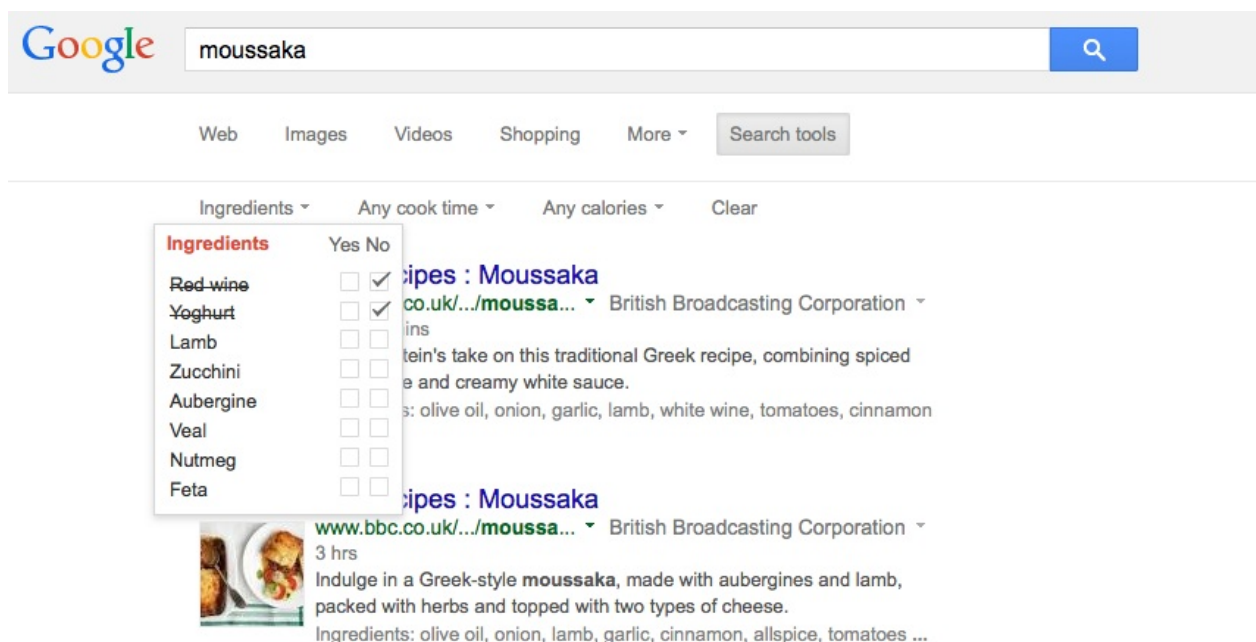 Google moussaka
Web Images Videos Shopping More Search tools
Ingredients Any cook time Any calories Clear
Ingredients Yes No
Red wine
Yoghurt
Lamb
Zucchini
Aubergine
Veal
Nutmeg
Feta
: Moussaka
co.uk/.../moussa... British Broadcasting Corporation
take on this traditional Greek recipe, combining spiced
and creamy white sauce.
olive oil, onion, garlic, lamb, white wine, tomatoes, cinnamon
: Moussaka
www.bbc.co.uk/.../moussa... British Broadcasting Corporation
3 hrs
Indulge in a Greek-style moussaka, made with aubergines and lamb,
packed with herbs and topped with two types of cheese.
Ingredients: olive oil, onion, lamb, garlic, cinnamon, allspice, tomatoes ...